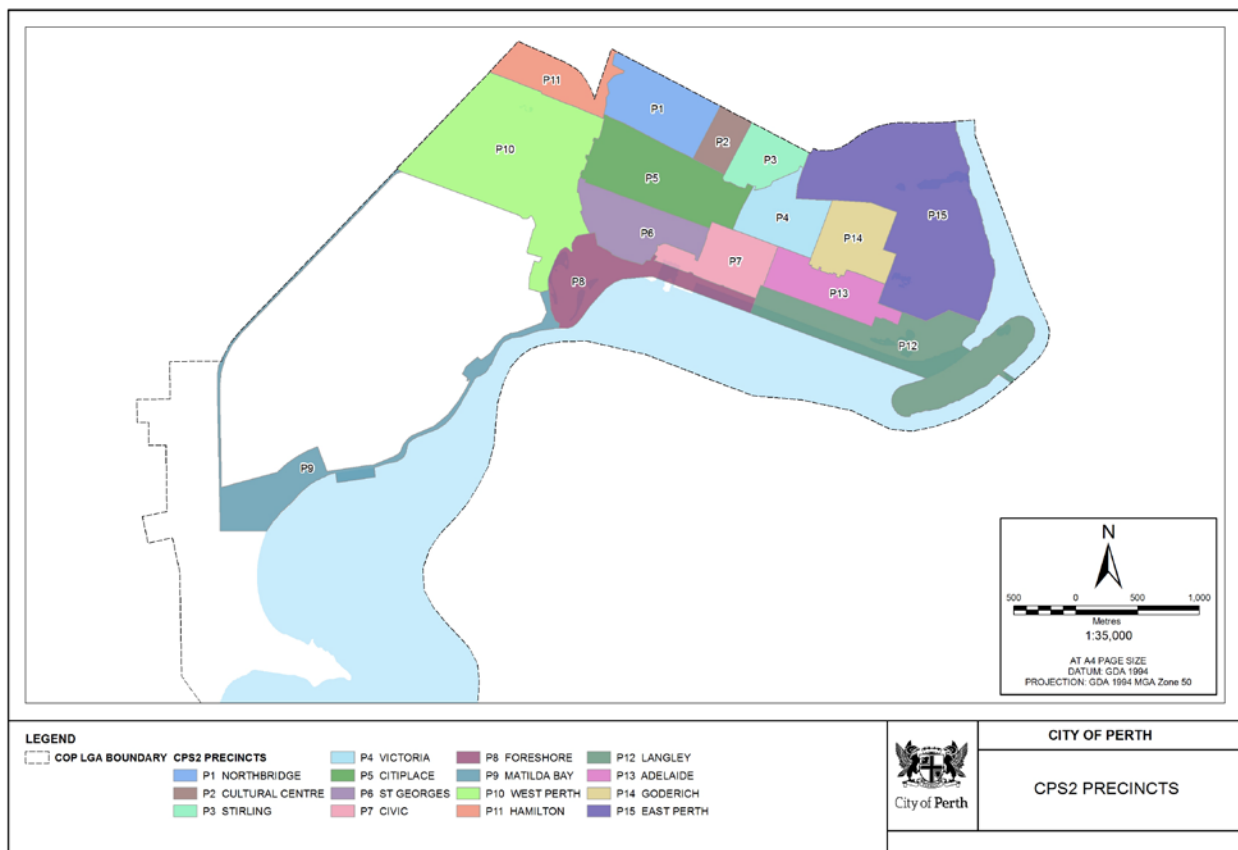 P11
P1
P2
P10
P3
P5
P4
P15
P6
P14
P7
P8
P13
P12
P9
N
500 0 500 1,000
Metres
1:35,000
AT A4 PAGE SIZE
DATUM: GDA 1994
PROJECTION: GDA 1994 MGA Zone 50
LEGEND
COP LGA BOUNDARY
CPS2 PRECINCTS
P1 NORTHBRIDGE
P2 CULTURAL CENTRE
P3 STIRLING
P4 VICTORIA
P5 CITIPLACE
P6 ST GEORGES
P7 CIVIC
P8 FORESHORE
P9 MATILDA BAY
P10 WEST PERTH
P11 HAMILTON
P12 LANGLEY
P13 ADELAIDE
P14 GODERICH
P15 EAST PERTH
City of Perth
CITY OF PERTH
CPS2 PRECINCTS